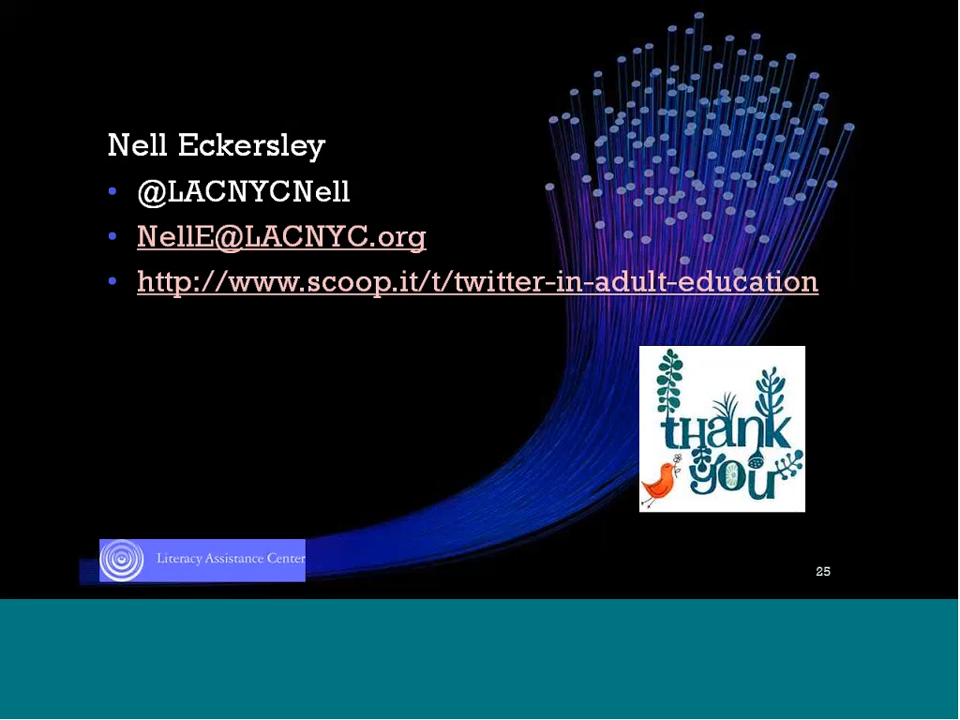 Nell Eckersley
• @LACNYCNell
• NellE@LACNYC.org
• http://www.scoop.it/t/twitter-in-adult-education
thank
you
Literacy Assistance Center
25